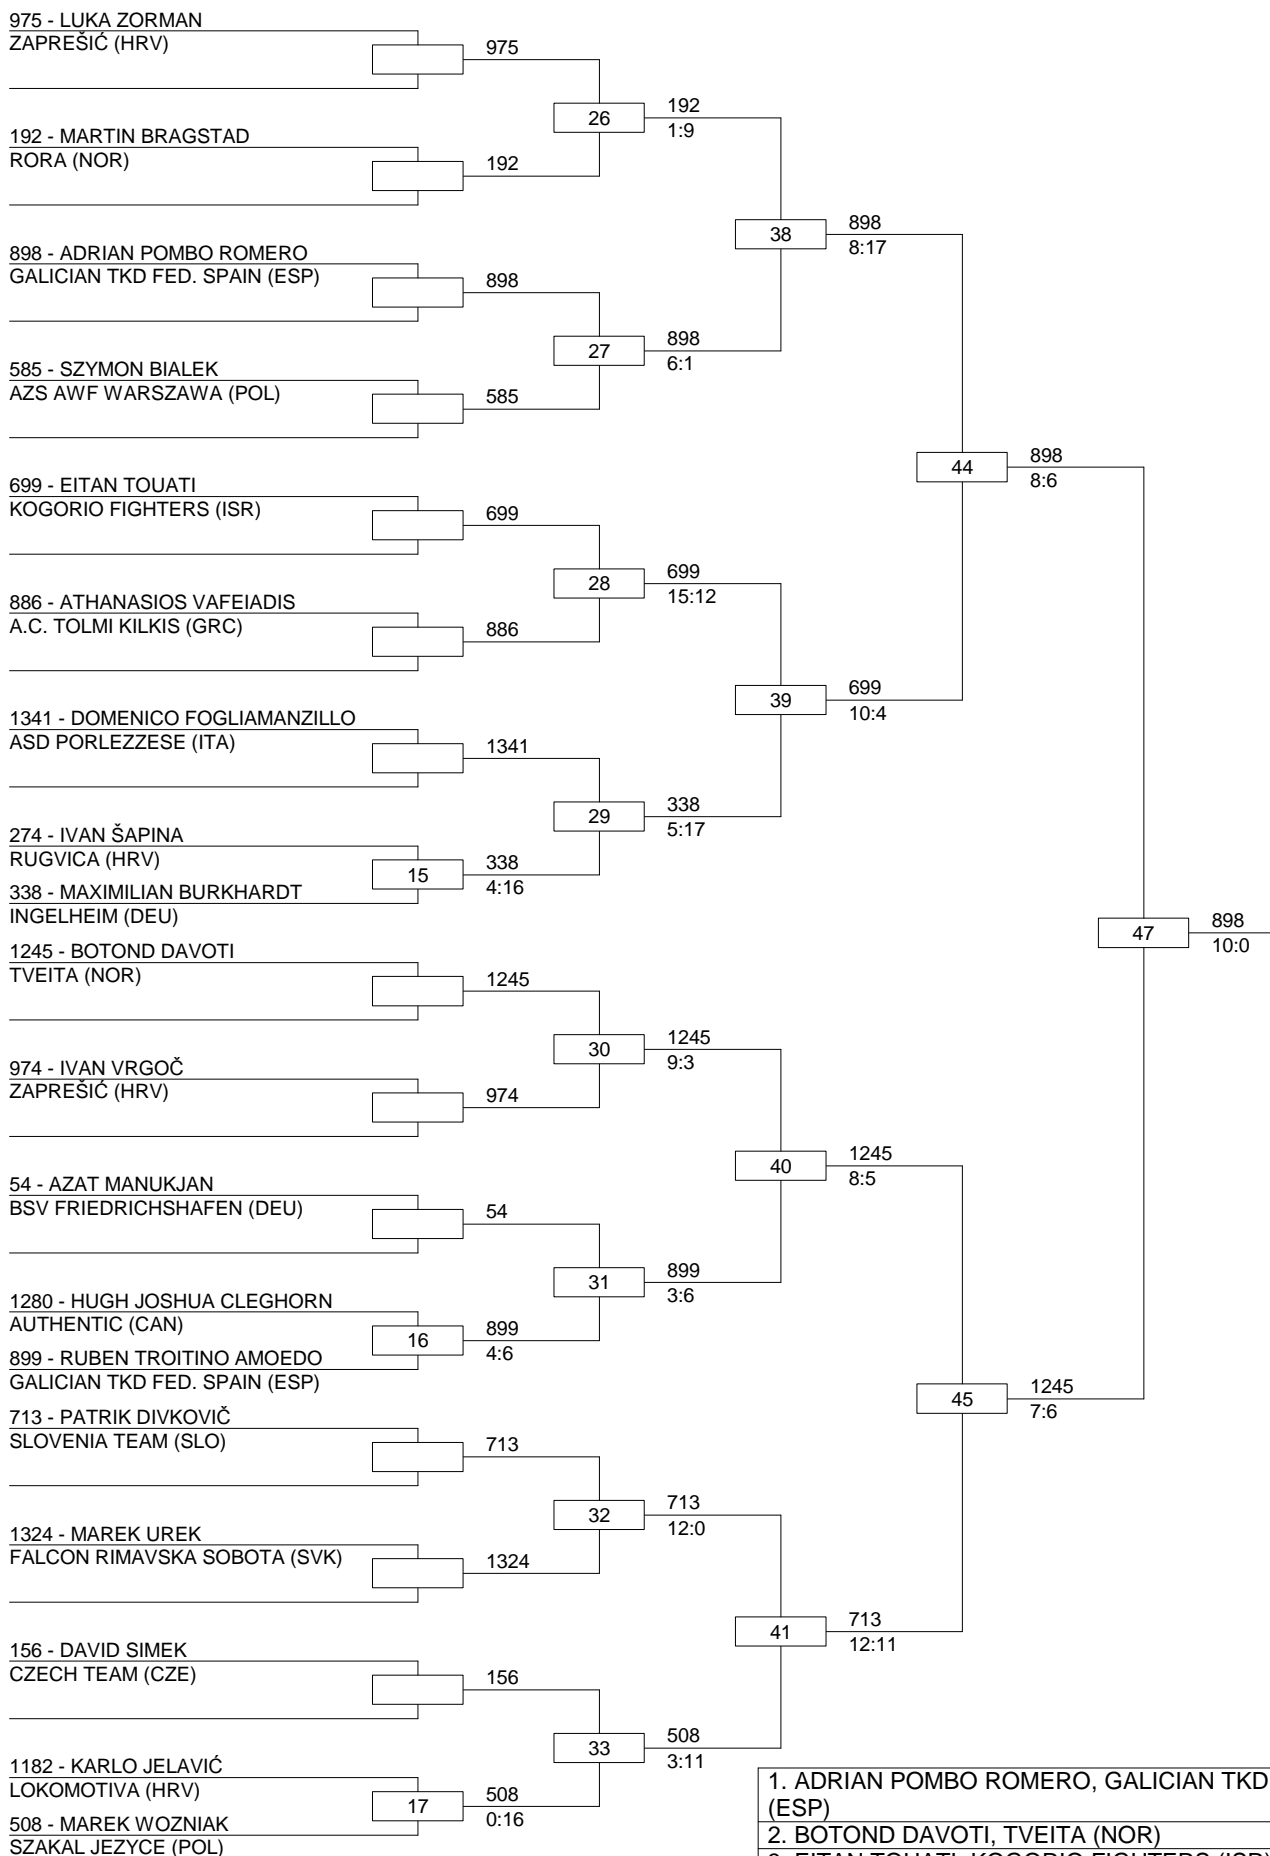 975 - LUKA ZORMAN
ZAPREŠIĆ (HRV)
975
26
192
1:9
192 - MARTIN BRAGSTAD
RORA (NOR)
192
38
898
8:17
898 - ADRIAN POMBO ROMERO
GALICIAN TKD FED. SPAIN (ESP)
898
27
898
6:1
585 - SZYMON BIALEK
AZS AWF WARSZAWA (POL)
585
44
898
8:6
699 - EITAN TOUATI
KOGORIO FIGHTERS (ISR)
699
28
699
15:12
886 - ATHANASIOS VAFEIADIS
A.C. TOLMI KILKIS (GRC)
886
39
699
10:4
1341 - DOMENICO FOGLIAMANZILLO
ASD PORLEZZESE (ITA)
1341
29
338
5:17
274 - IVAN ŠAPINA
RUGVICA (HRV)
15
338
4:16
338 - MAXIMILIAN BURKHARDT
INGELHEIM (DEU)
47
898
10:0
1245 - BOTOND DAVOTI
TVEITA (NOR)
1245
30
1245
9:3
974 - IVAN VRGOČ
ZAPREŠIĆ (HRV)
974
40
1245
8:5
54 - AZAT MANUKJAN
BSV FRIEDRICHSHAFEN (DEU)
54
31
899
3:6
1280 - HUGH JOSHUA CLEGHORN
AUTHENTIC (CAN)
16
899
4:6
899 - RUBEN TROITINO AMOEDO
GALICIAN TKD FED. SPAIN (ESP)
45
1245
7:6
713 - PATRIK DIVKOVIČ
SLOVENIA TEAM (SLO)
713
32
713
12:0
1324 - MAREK UREK
FALCON RIMAVSKA SOBOTA (SVK)
1324
41
713
12:11
156 - DAVID SIMEK
CZECH TEAM (CZE)
156
33
508
3:11
1182 - KARLO JELAVIĆ
LOKOMOTIVA (HRV)
17
508
0:16
508 - MAREK WOZNIAK
SZAKAL JEZYCE (POL)
1. ADRIAN POMBO ROMERO, GALICIAN TKD
(ESP)
2. BOTOND DAVOTI, TVEITA (NOR)
3. EITAN TOUATI, KOGORIO FIGHTERS (ISR)